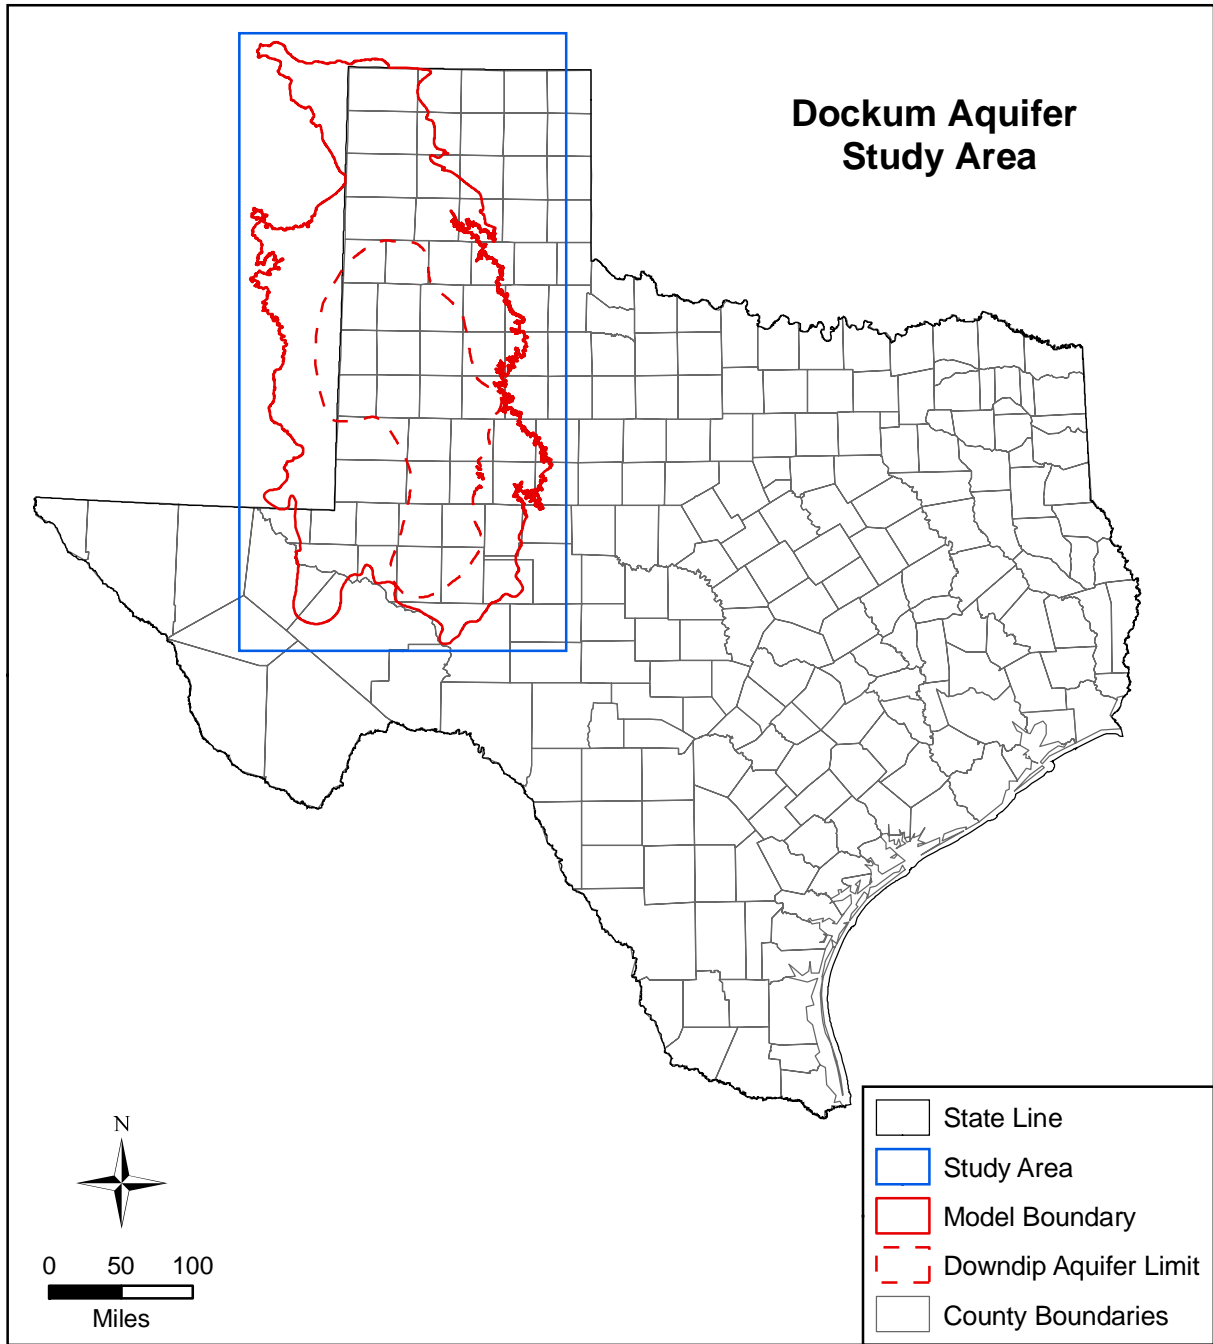 Dockum Aquifer
Study Area
N
0 50 100
Miles
State Line
Study Area
Model Boundary
Downdip Aquifer Limit
County Boundaries